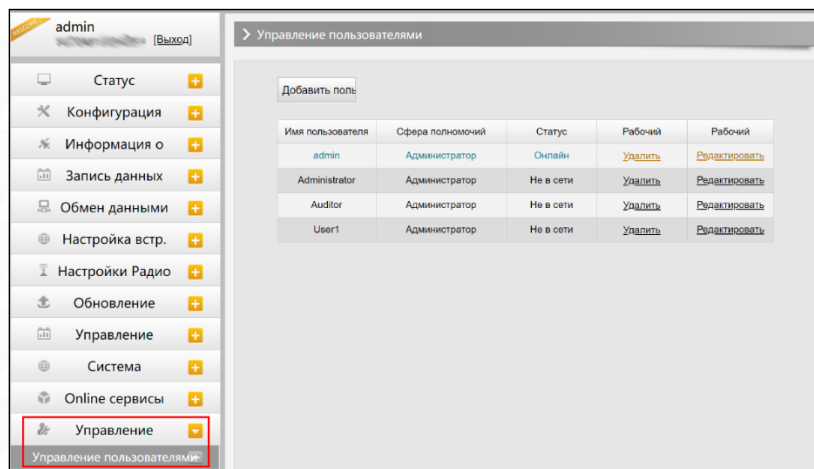 WELCOME
admin
[Выход]
Управление пользователями
Статус
Конфигурация
Информация о
Запись данных
Обмен данными
Настройка встр.
Настройки Радио
Обновление
Управление
Система
Online сервисы
Управление
Управление пользователями
Добавить поль
Имя пользователя Сфера полномочий Статус Рабочий Рабочий
admin Администратор Онлайн Удалить Редактировать
Administrator Администратор Не в сети Удалить Редактировать
Auditor Администратор Не в сети Удалить Редактировать
User1 Администратор Не в сети Удалить Редактировать